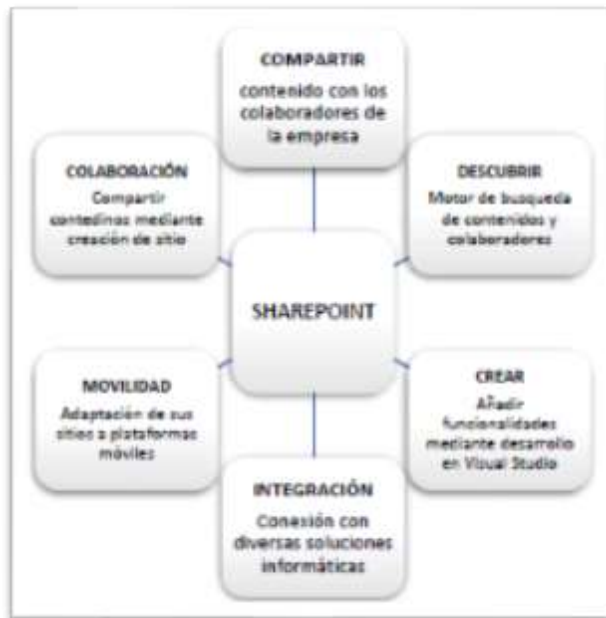 COMPARTIR
contenido con los
colaboradores de
la empresa
COLABORACIÓN
Compartir
contedinos mediante
creación de sitio
DESCUBRIR
Motor de busqueda
de contenidos y
colaboradores
SHAREPOINT
MOVILIDAD
Adaptación de sus
sitios a plataformas
móviles
CREAR
Añadir
funcionalidades
mediante desarrollo
en Visual Studio
INTEGRACIÓN
Conexión con
diversas soluciones
informáticas